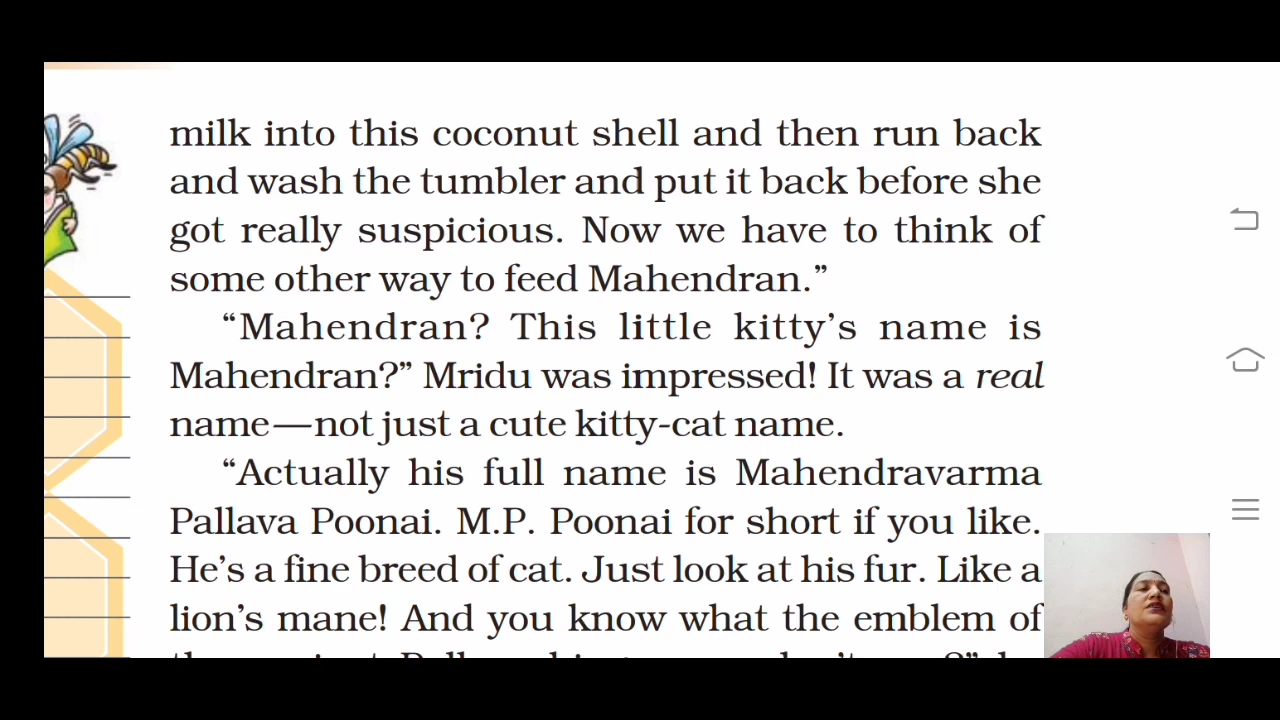 milk into this coconut shell and then run back
and wash the tumbler and put it back before she
got really suspicious. Now we have to think of
some other way to feed Mahendran.”
“Mahendran? This little kitty’s name is
Mahendran?” Mridu was impressed! It was a real
name—not just a cute kitty-cat name.
“Actually his full name is Mahendravarma
Pallava Poonai. M.P. Poonai for short if you like.
He’s a fine breed of cat. Just look at his fur. Like a
lion’s mane! And you know what the emblem of